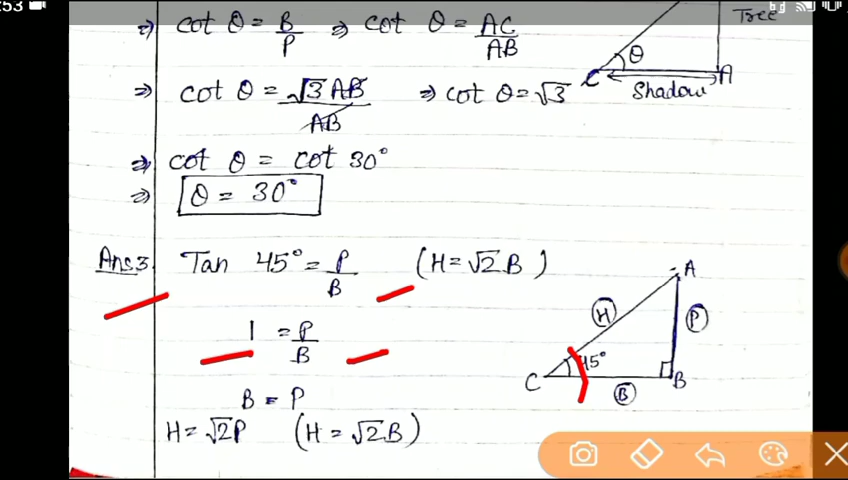 :53
⇒ cot θ = B/P ⇒ cot θ = AC/AB
Tree
θ
C A
Shadow
⇒ cot θ = √3 AB/AB ⇒ cot θ = √3
⇒ cot θ = cot 30°
⇒ θ = 30°
Ans3. Tan 45° = P/B (H = √2 B )
A
H P
1 = P/B
45°
C B B
B = P
H = √2P (H = √2B)